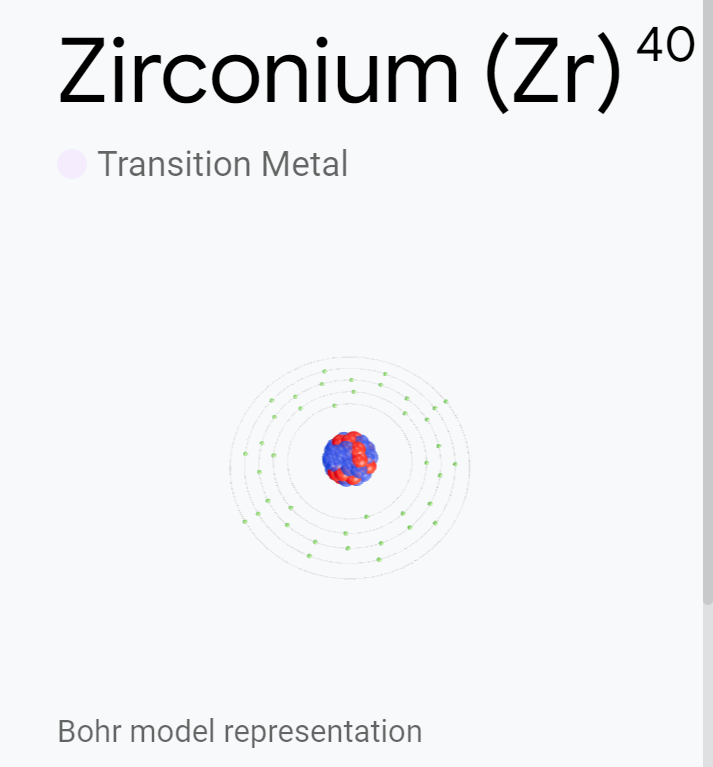 Zirconium (Zr) 40
Transition Metal
Bohr model representation